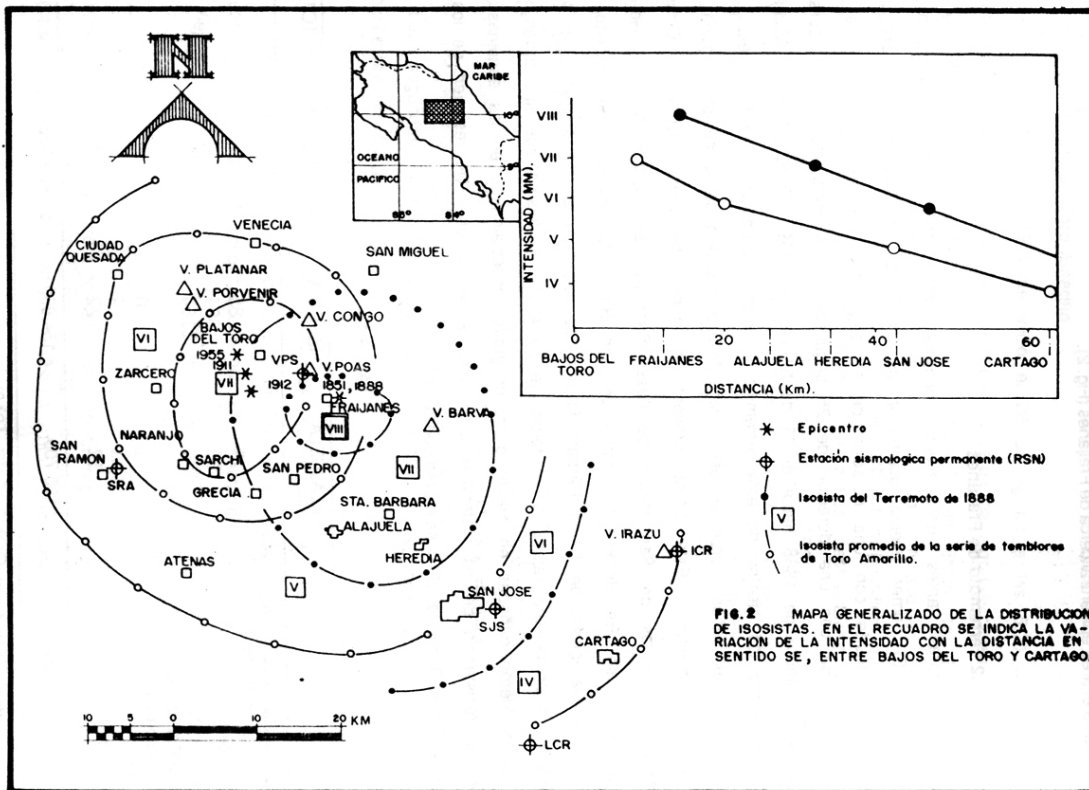 N
MAR
CARIBE
10°
9°
OCEANO
PACIFICO
85°
84°
INTENSIDAD (MM).
VIII
VII
VI
V
IV
0
20
40
60
BAJOS DEL
TORO
FRAIJANES
ALAJUELA
HEREDIA
SAN JOSE
CARTAGO
DISTANCIA (Km).
VENECIA
CIUDAD
QUESADA
SAN MIGUEL
V. PLATANAR
V. PORVENIR
V. CONGO
VI
BAJOS
DEL TORO
1955
1911
VPS
V. POAS
ZARCERO
VII
1912
1851, 1888
FRAIJANES
V. BARVA
VIII
NARANJO
SAN
RAMON
SRA
SARCHI
SAN PEDRO
VII
GRECIA
STA. BARBARA
ALAJUELA
HEREDIA
VI
V. IRAZU
ICR
ATENAS
V
SAN JOSE
SJS
CARTAGO
IV
LCR
10 5 0 10 20 KM
Epicentro
Estación sismologica permanente (RSN)
Isosista del Terremoto de 1888
V
Isosista promedio de la serie de temblores
de Toro Amarillo.
FIG.2 MAPA GENERALIZADO DE LA DISTRIBUCION
DE ISOSISTAS. EN EL RECUADRO SE INDICA LA VA-
RIACION DE LA INTENSIDAD CON LA DISTANCIA EN
SENTIDO SE, ENTRE BAJOS DEL TORO Y CARTAGO.